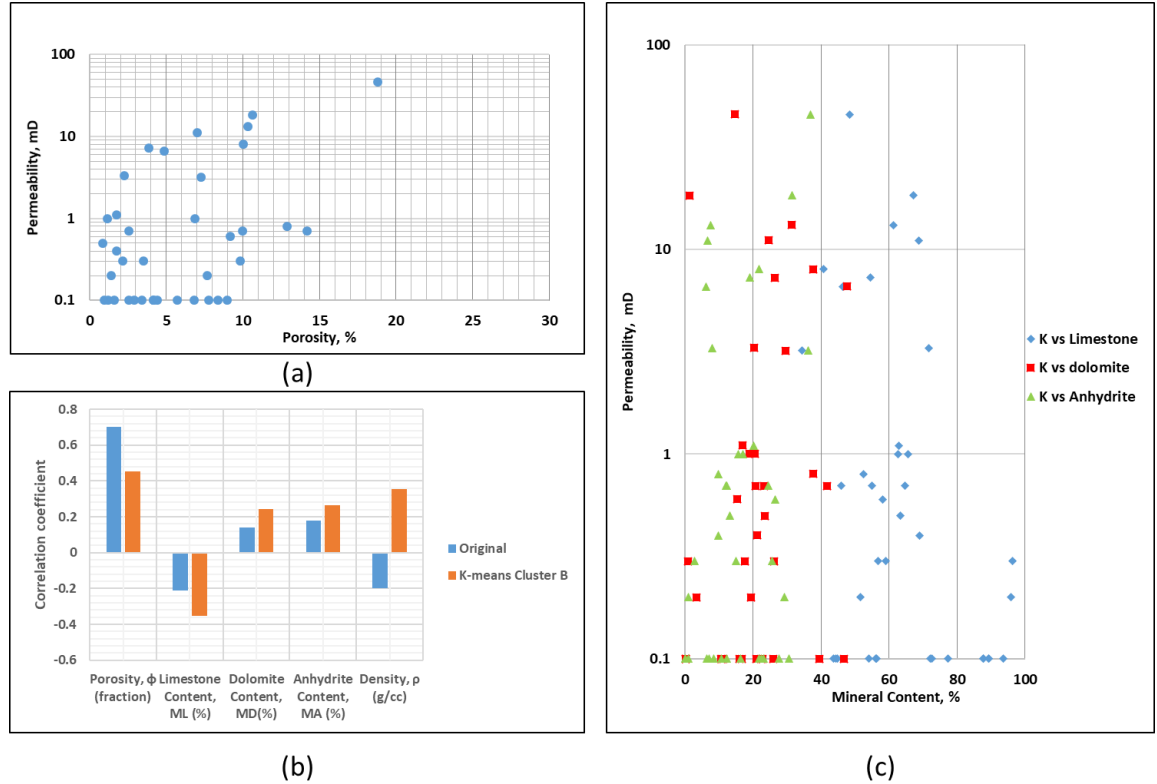 100
10
1
0.1
Permeability, mD
0
5
10
15
20
25
30
Porosity, %
(a)
0.8
0.6
0.4
0.2
0
-0.2
-0.4
-0.6
Correlation coefficient
Porosity, ϕ
(fraction)
Limestone
Content,
ML (%)
Dolomite
Content,
MD(%)
Anhydrite
Content,
MA (%)
Density, ρ
(g/cc)
Original
K-means Cluster B
(b)
100
10
1
0.1
Permeability, mD
0
20
40
60
80
100
Mineral Content, %
K vs Limestone
K vs dolomite
K vs Anhydrite
(c)